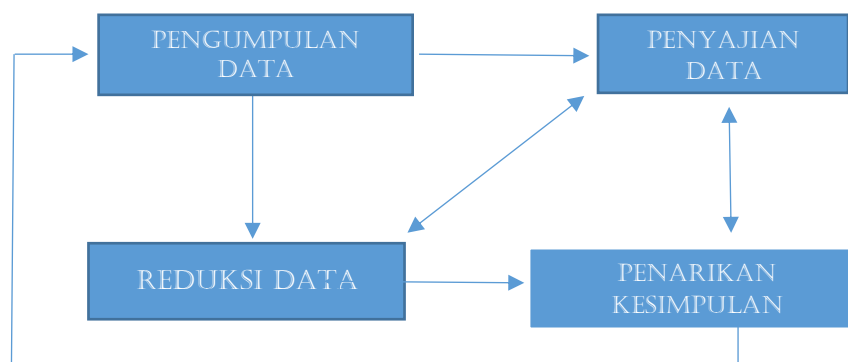 PENGUMPULAN
DATA
PENYAJIAN
DATA
REDUKSI DATA
PENARIKAN
KESIMPULAN